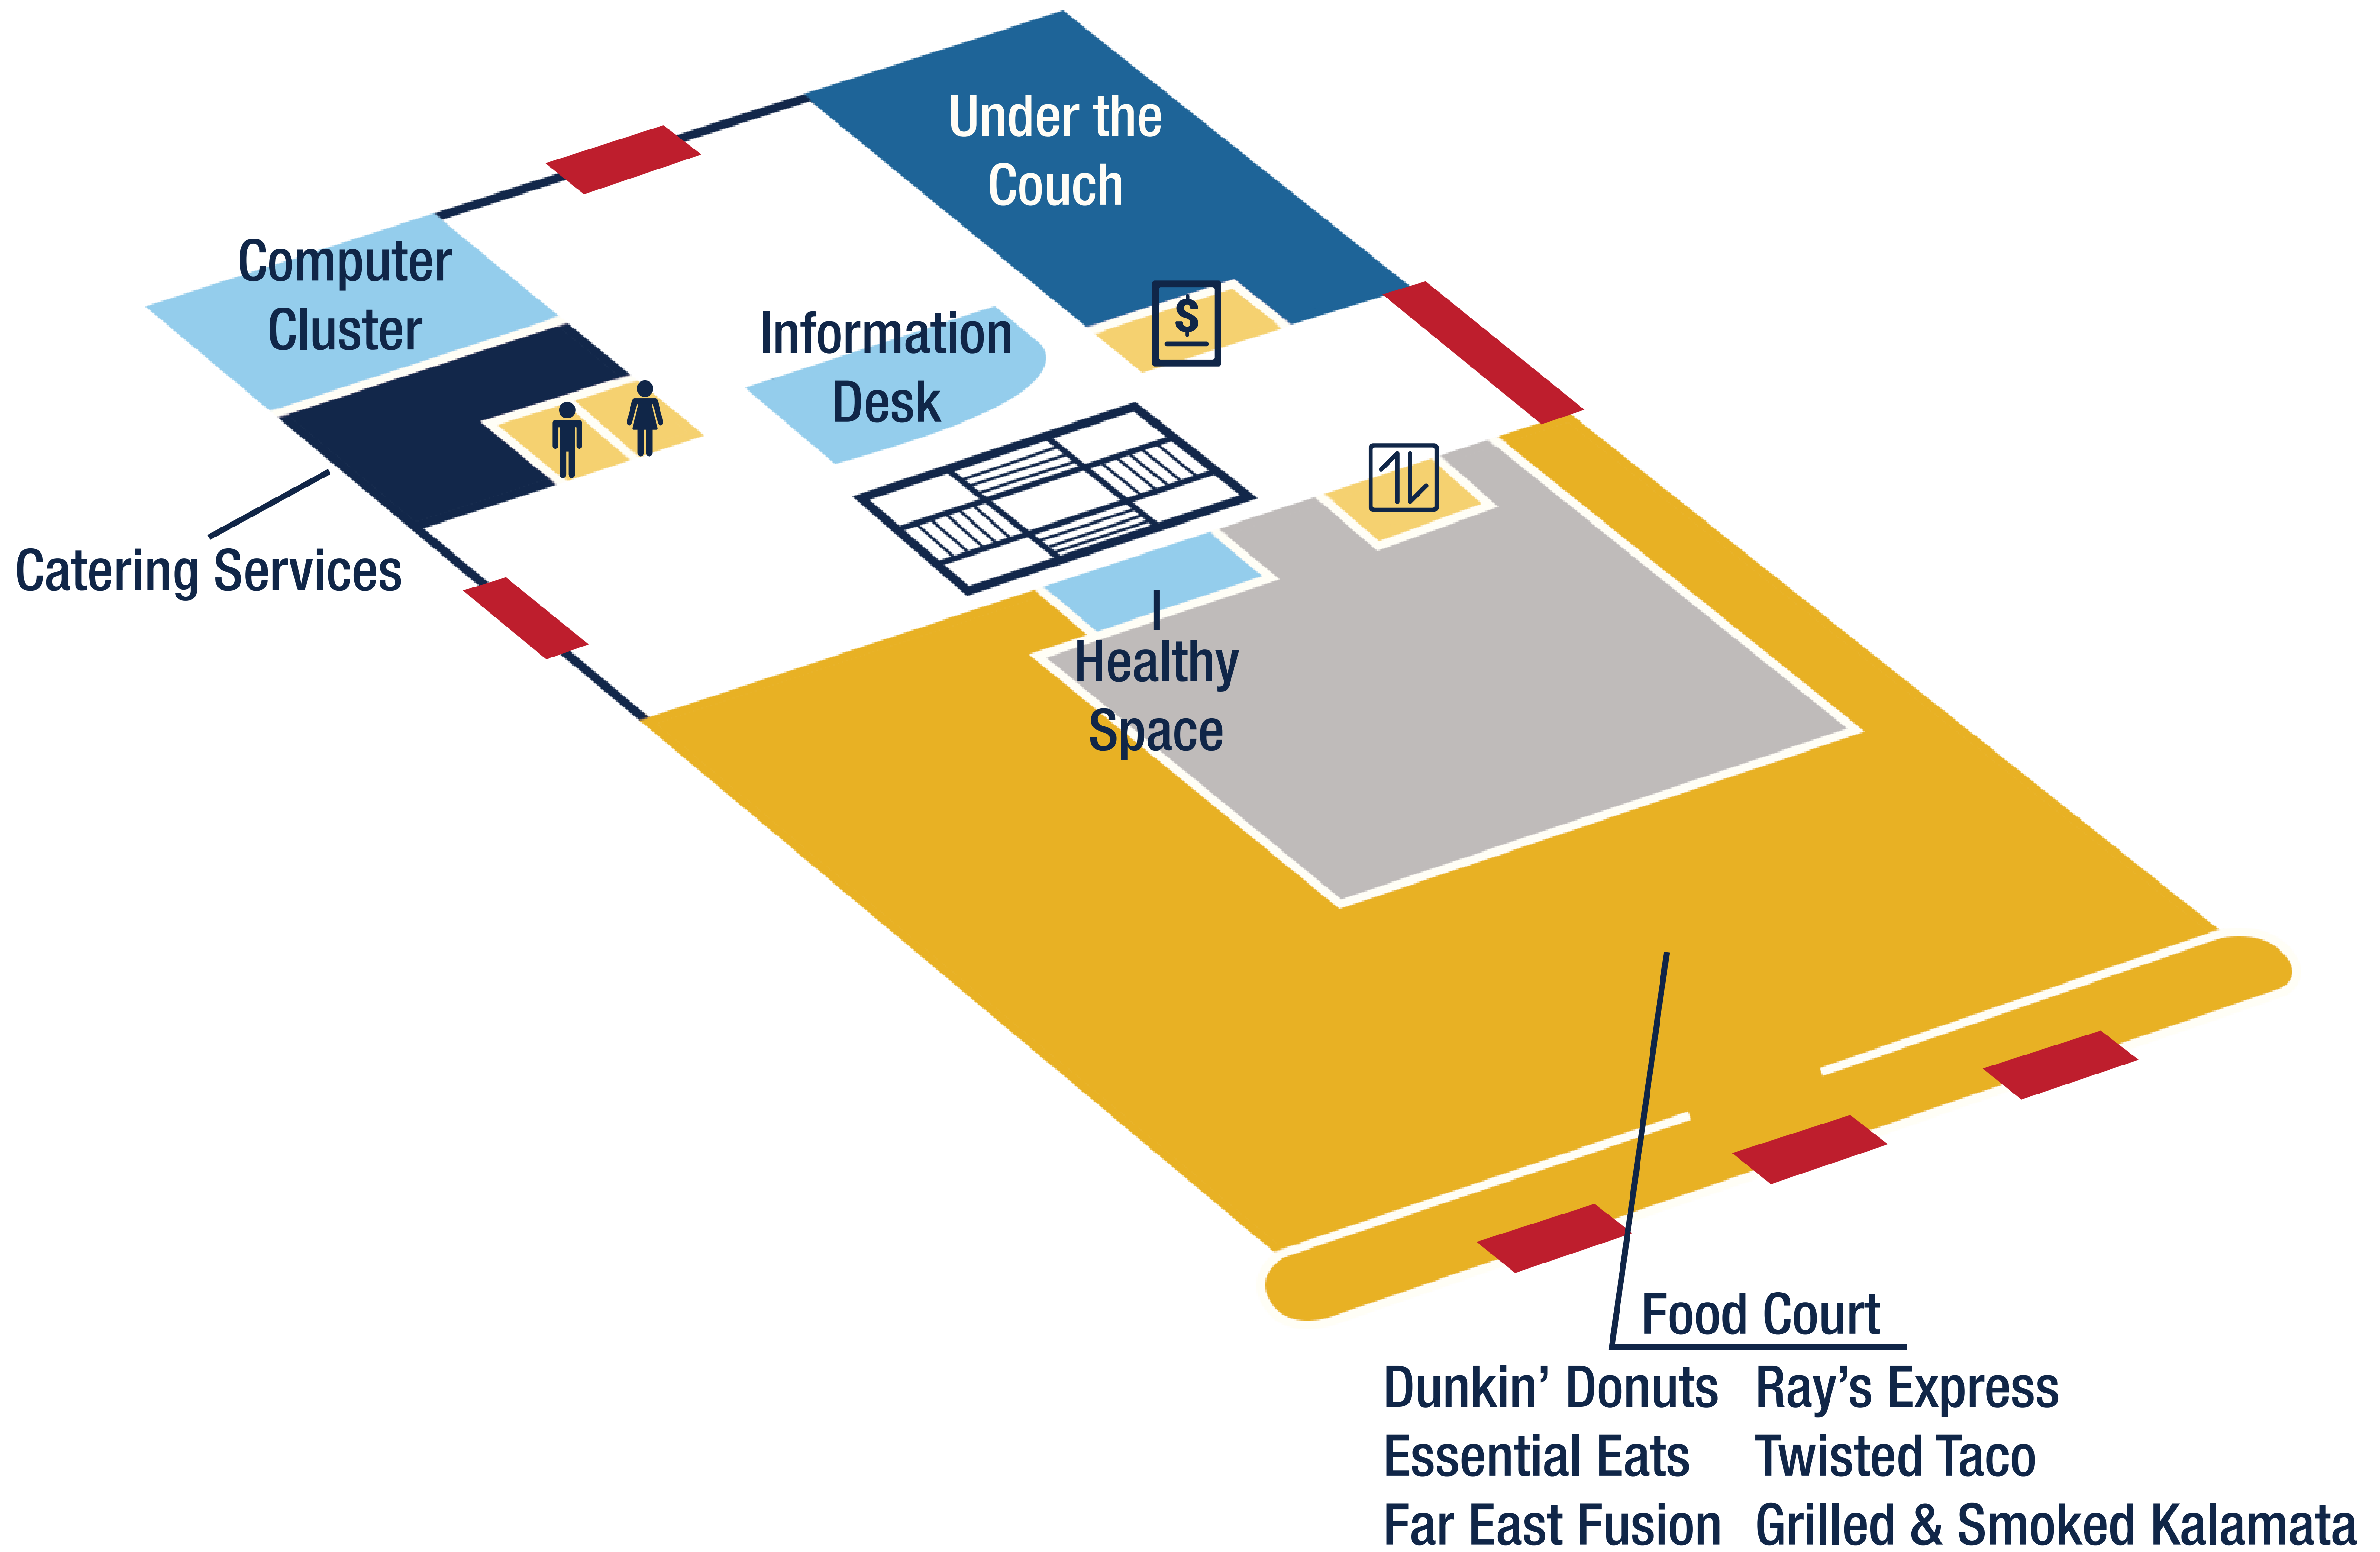 Under the
Couch
Computer
Cluster
Information
Desk
$
Catering Services
Healthy
Space
Food Court
Dunkin’ Donuts
Essential Eats
Far East Fusion
Ray’s Express
Twisted Taco
Grilled & Smoked Kalamata